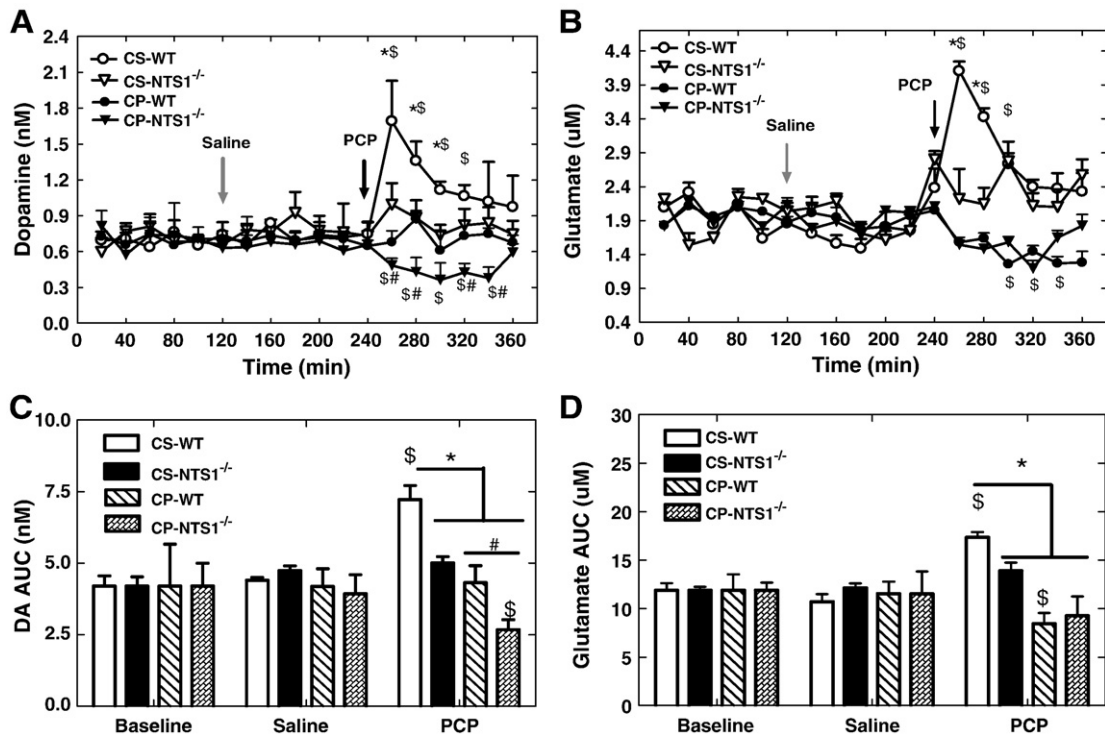 A
Dopamine (nM)
2.4
2.1
1.8
1.5
1.2
0.9
0.6
0.3
0.0
CS-WT
CS-NTS1-/-
CP-WT
CP-NTS1-/-
Saline
PCP
*$
*$
*$
$
$#
$#
$
$#
$#
0 40 80 120 160 200 240 280 320 360
Time (min)
B
Glutamate (uM)
4.4
3.9
3.4
2.9
2.4
1.9
1.4
0.9
0.4
CS-WT
CS-NTS1-/-
CP-WT
CP-NTS1-/-
Saline
PCP
*$
*$
$
$
$
$
0 40 80 120 160 200 240 280 320 360
Time (min)
C
DA AUC (nM)
10.0
7.5
5.0
2.5
0.0
CS-WT
CS-NTS1-/-
CP-WT
CP-NTS1-/-
$
*
#
$
Baseline Saline PCP
D
Glutamate AUC (uM)
30
25
20
15
10
5
0
CS-WT
CS-NTS1-/-
CP-WT
CP-NTS1-/-
$
*
$
Baseline Saline PCP